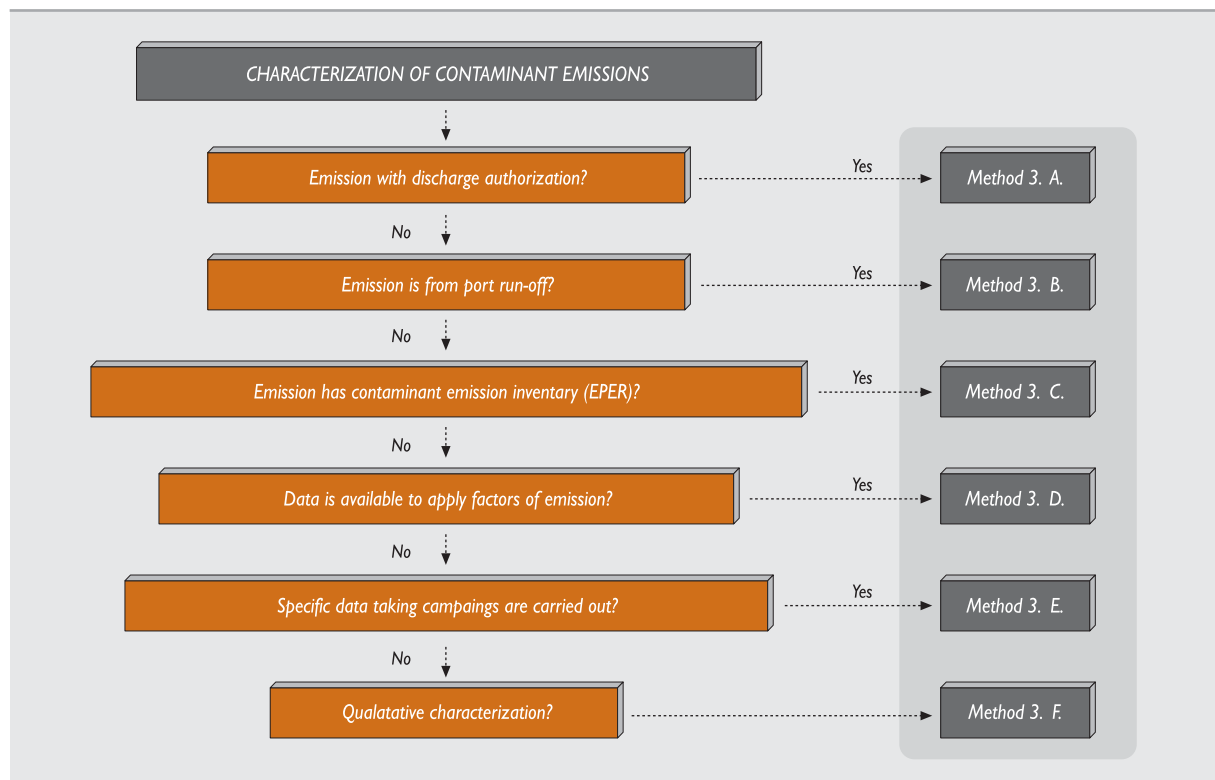 CHARACTERIZATION OF CONTAMINANT EMISSIONS
Emission with discharge authorization?
Yes
Method 3. A.
No
Emission is from port run-off?
Yes
Method 3. B.
No
Emission has contaminant emission inventory (EPER)?
Yes
Method 3. C.
No
Data is available to apply factors of emission?
Yes
Method 3. D.
No
Specific data taking campaings are carried out?
Yes
Method 3. E.
No
Qualatative characterization?
Method 3. F.